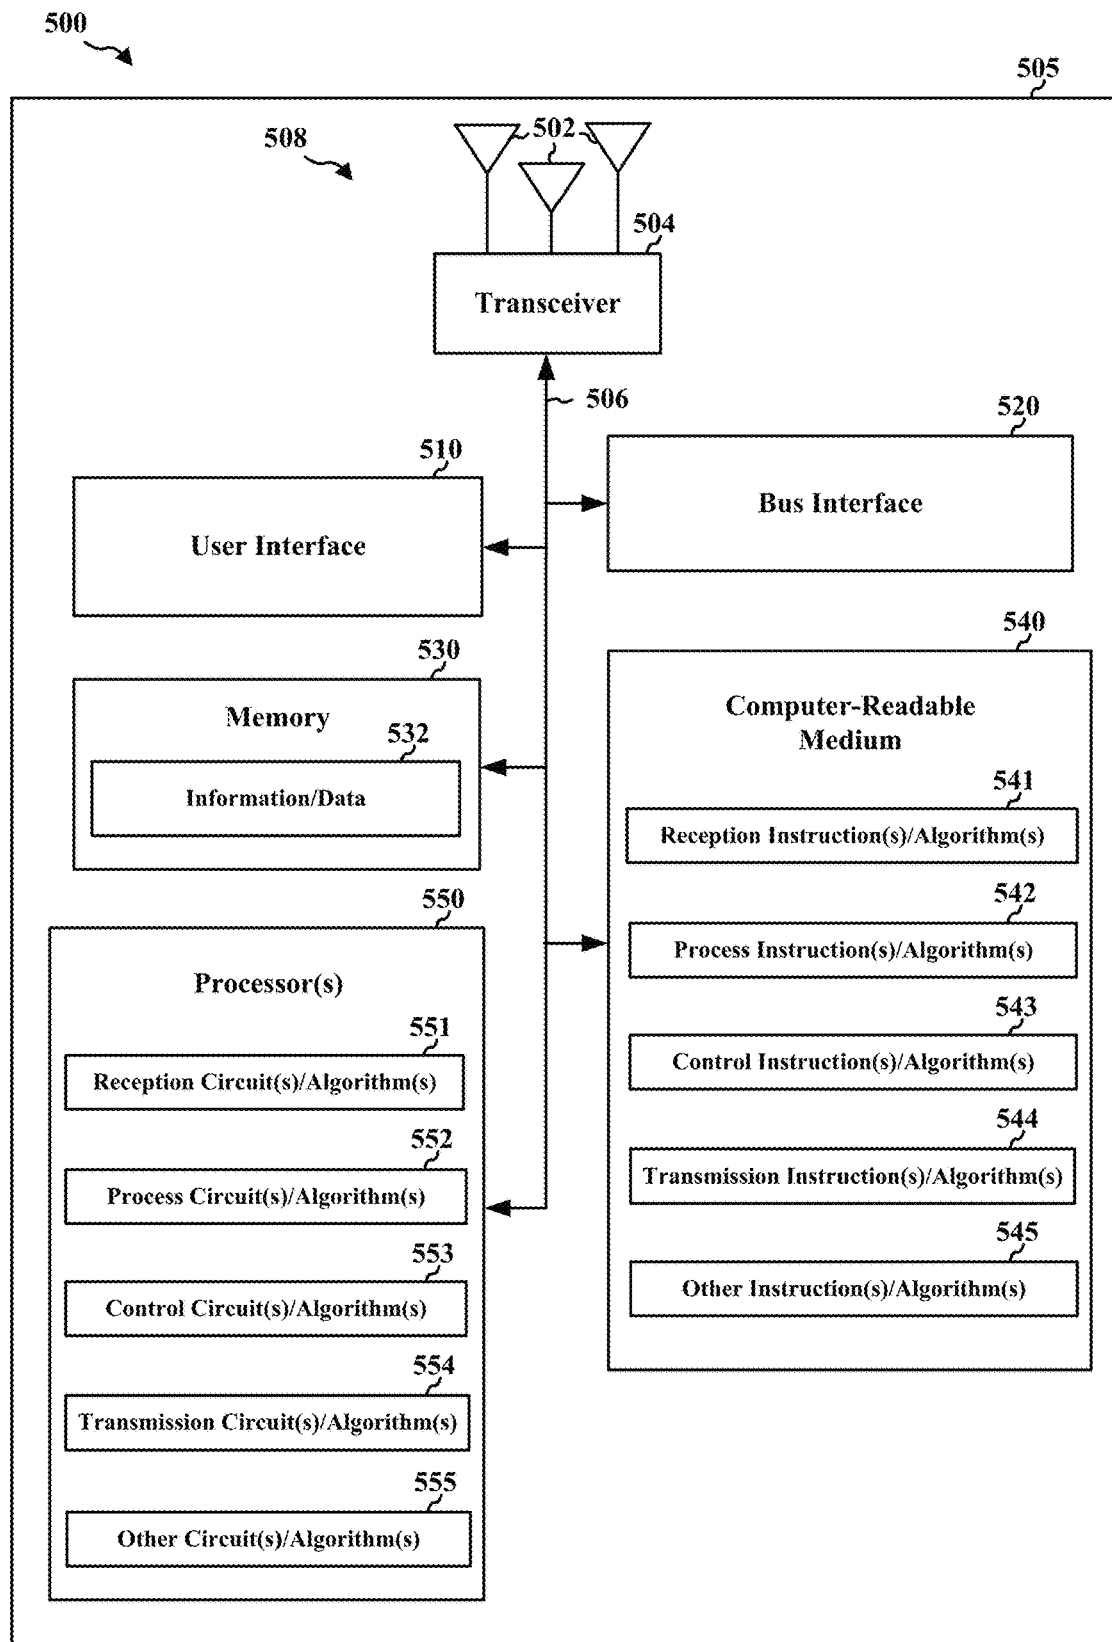 500
505
508
502
504
Transceiver
506
520
Bus Interface
510
User Interface
530
Memory
532
Information/Data
540
Computer-Readable
Medium
541
Reception Instruction(s)/Algorithm(s)
542
Process Instruction(s)/Algorithm(s)
543
Control Instruction(s)/Algorithm(s)
544
Transmission Instruction(s)/Algorithm(s)
545
Other Instruction(s)/Algorithm(s)
550
Processor(s)
551
Reception Circuit(s)/Algorithm(s)
552
Process Circuit(s)/Algorithm(s)
553
Control Circuit(s)/Algorithm(s)
554
Transmission Circuit(s)/Algorithm(s)
555
Other Circuit(s)/Algorithm(s)